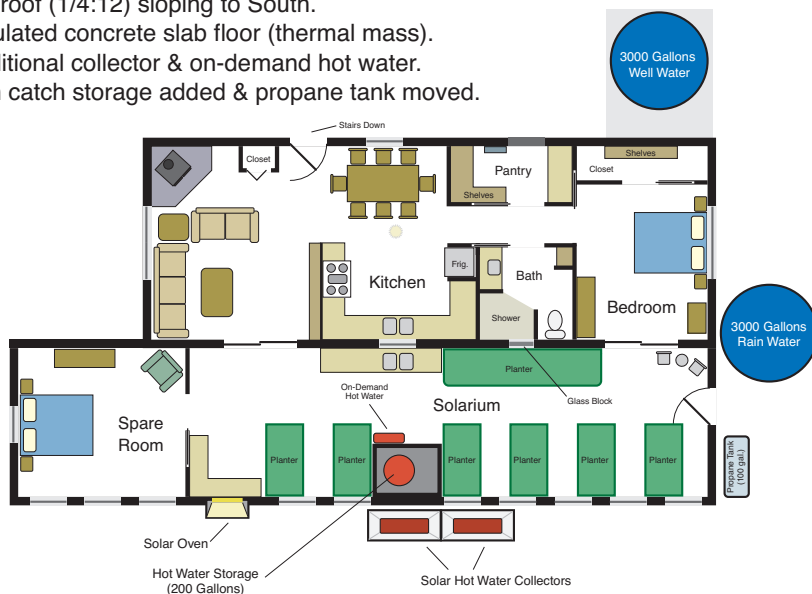 roof (1/4:12) sloping to South.
ulated concrete slab floor (thermal mass).
litional collector & on-demand hot water.
catch storage added & propane tank moved.
3000 Gallons
Well Water
Stairs Down
Closet
Pantry
Shelves
Shelves
Closet
Kitchen
Frig.
Bath
Shower
Bedroom
3000 Gallons
Rain Water
Planter
Glass Block
On-Demand
Hot Water
Solarium
Spare
Room
Planter
Planter
Planter
Planter
Planter
Planter
Propane Tank
(100 gal.)
Solar Oven
Hot Water Storage
(200 Gallons)
Solar Hot Water Collectors